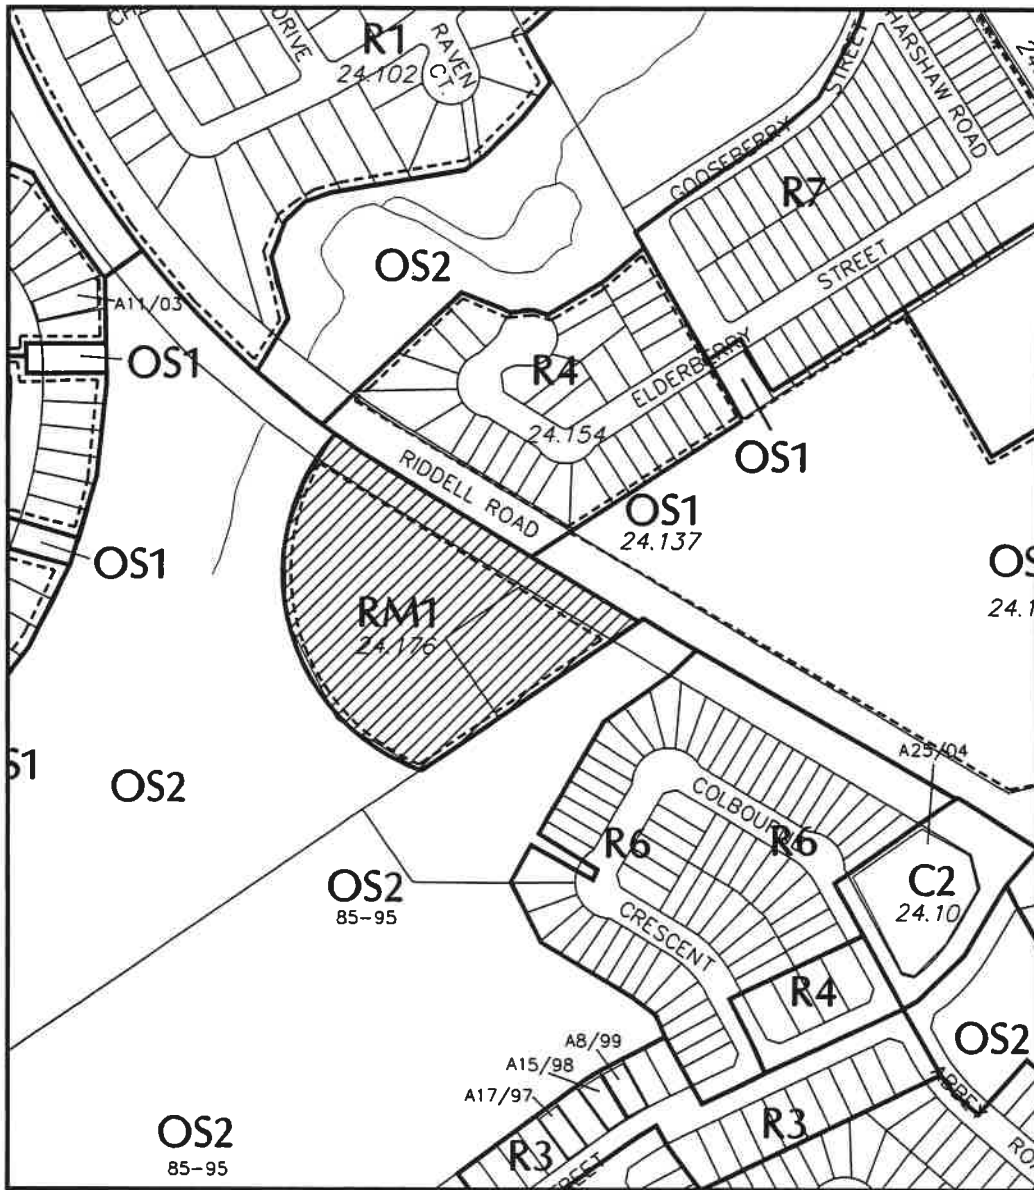 DRIVE
R1
24.102
RAVEN
CT.
STREET
HARSHAW ROAD
GOOSEBERRY
R7
OS2
STREET
A11/03
OS1
R4
ELDERBERRY
24.154
OS1
RIDDELL ROAD
OS1
24.137
OS1
RM1
24.176
OS2
A25/04
COLBOURNE
R6
R6
C2
24.10
OS2
85-95
CRESCENT
R4
OS2
A8/99
A15/98
A17/97
ABBEY
R3
OS2
85-95
R3